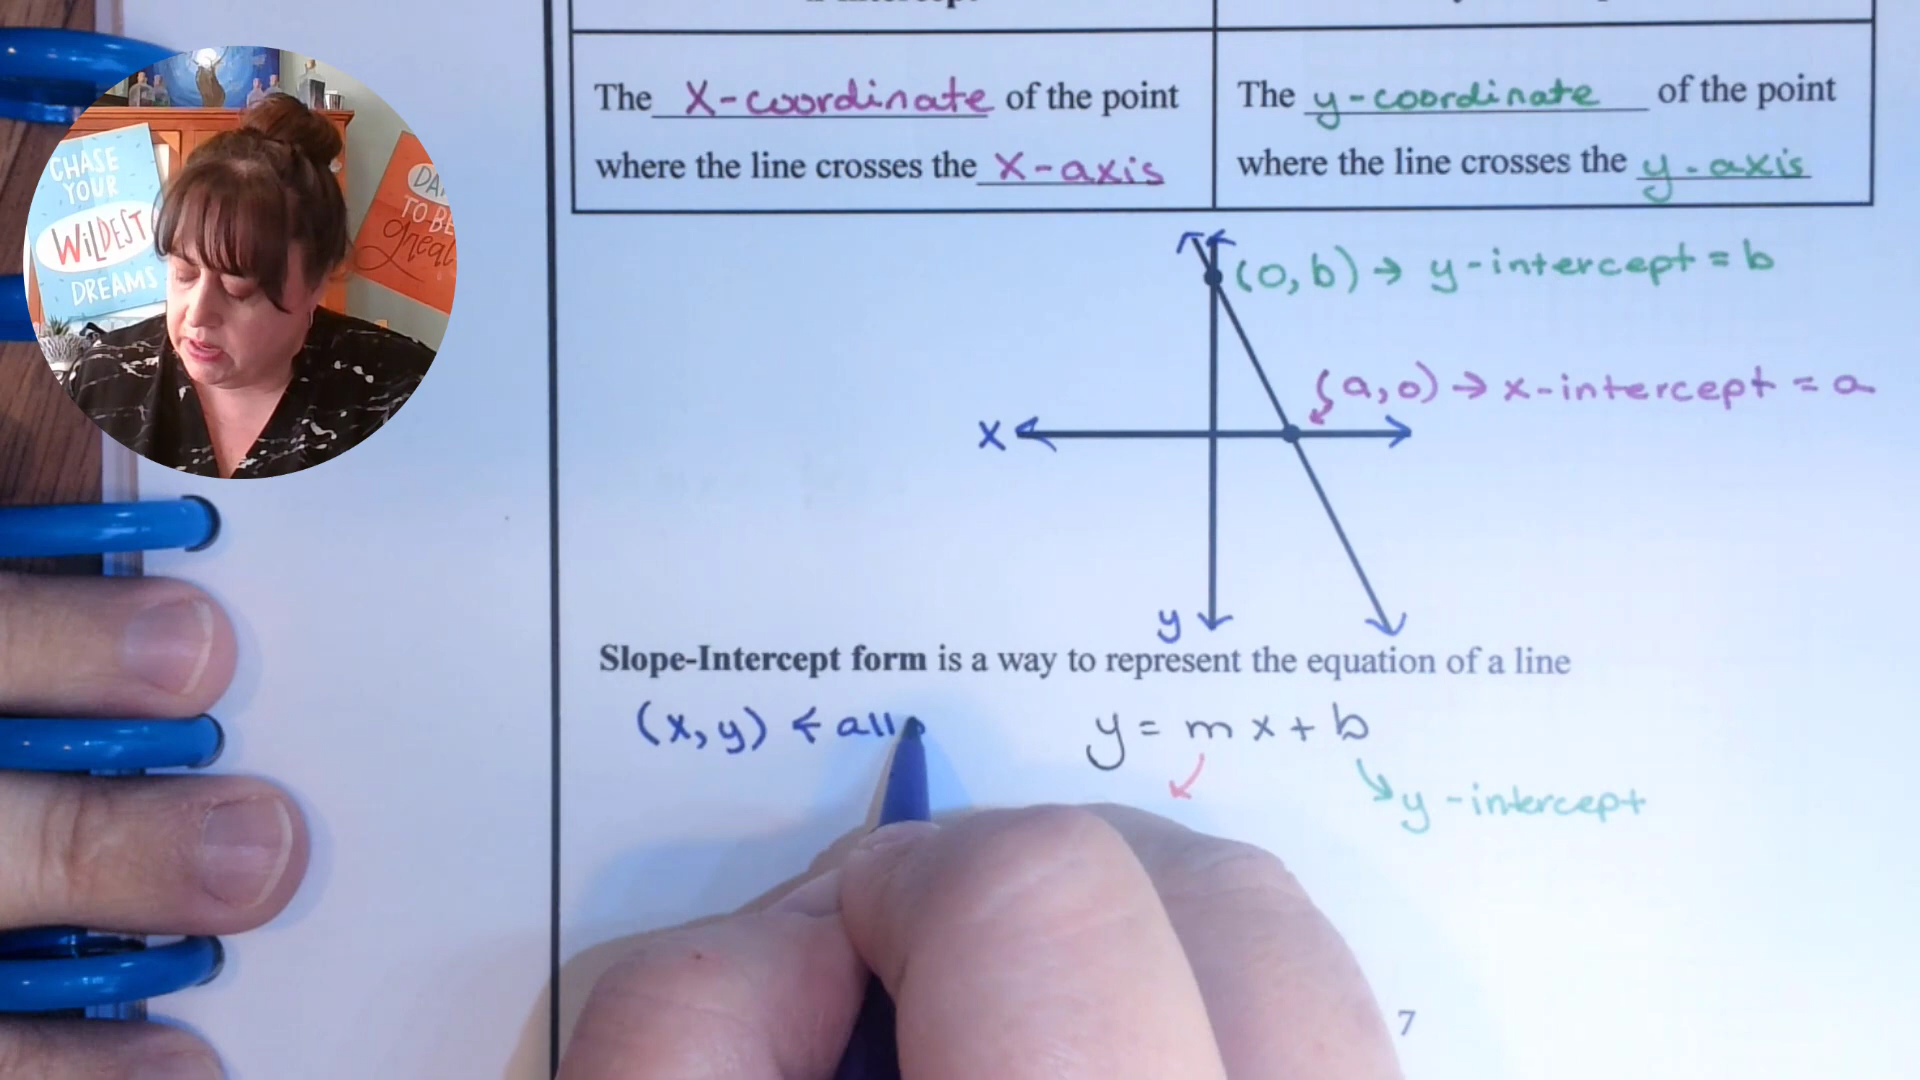 CHASE
YOUR
WiLDEST
DREAMS
TO BE
great
The X-coordinate of the point
where the line crosses the X-axis
The y-coordinate of the point
where the line crosses the y-axis
(0, b) → y-intercept = b
(a, 0) → x-intercept = a
x
y
Slope-Intercept form is a way to represent the equation of a line
(x, y) ← all
y = mx + b
y-intercept
7